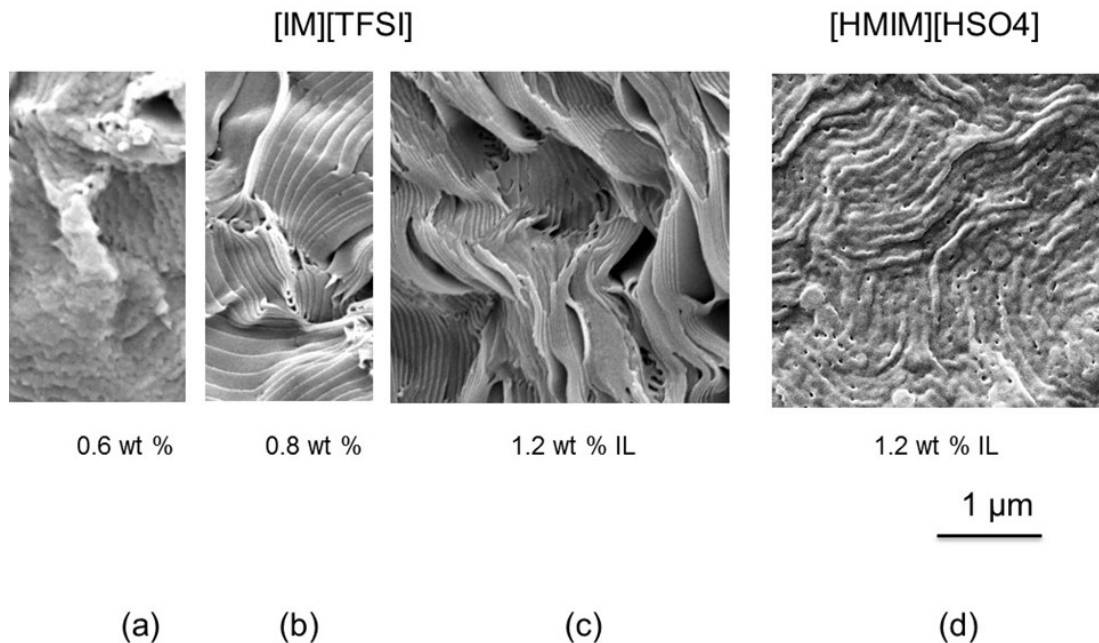 [IM][TFSI] [HMIM][HSO4]
0.6 wt % 0.8 wt % 1.2 wt % IL 1.2 wt % IL
1 μm
(a) (b) (c) (d)